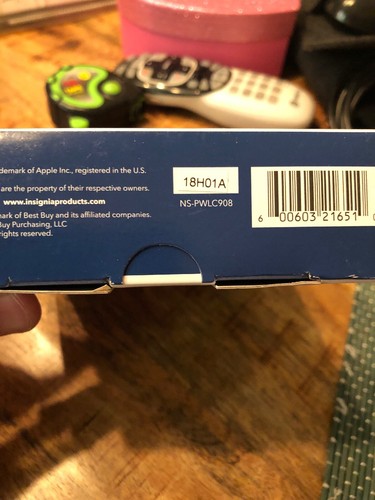 demark of Apple Inc., registered in the U.S.
are the property of their respective owners.
www.insigniaproducts.com
mark of Best Buy and its affiliated companies.
Buy Purchasing, LLC
rights reserved.
18H01A
NS-PWLC908
6 00603 21651 0